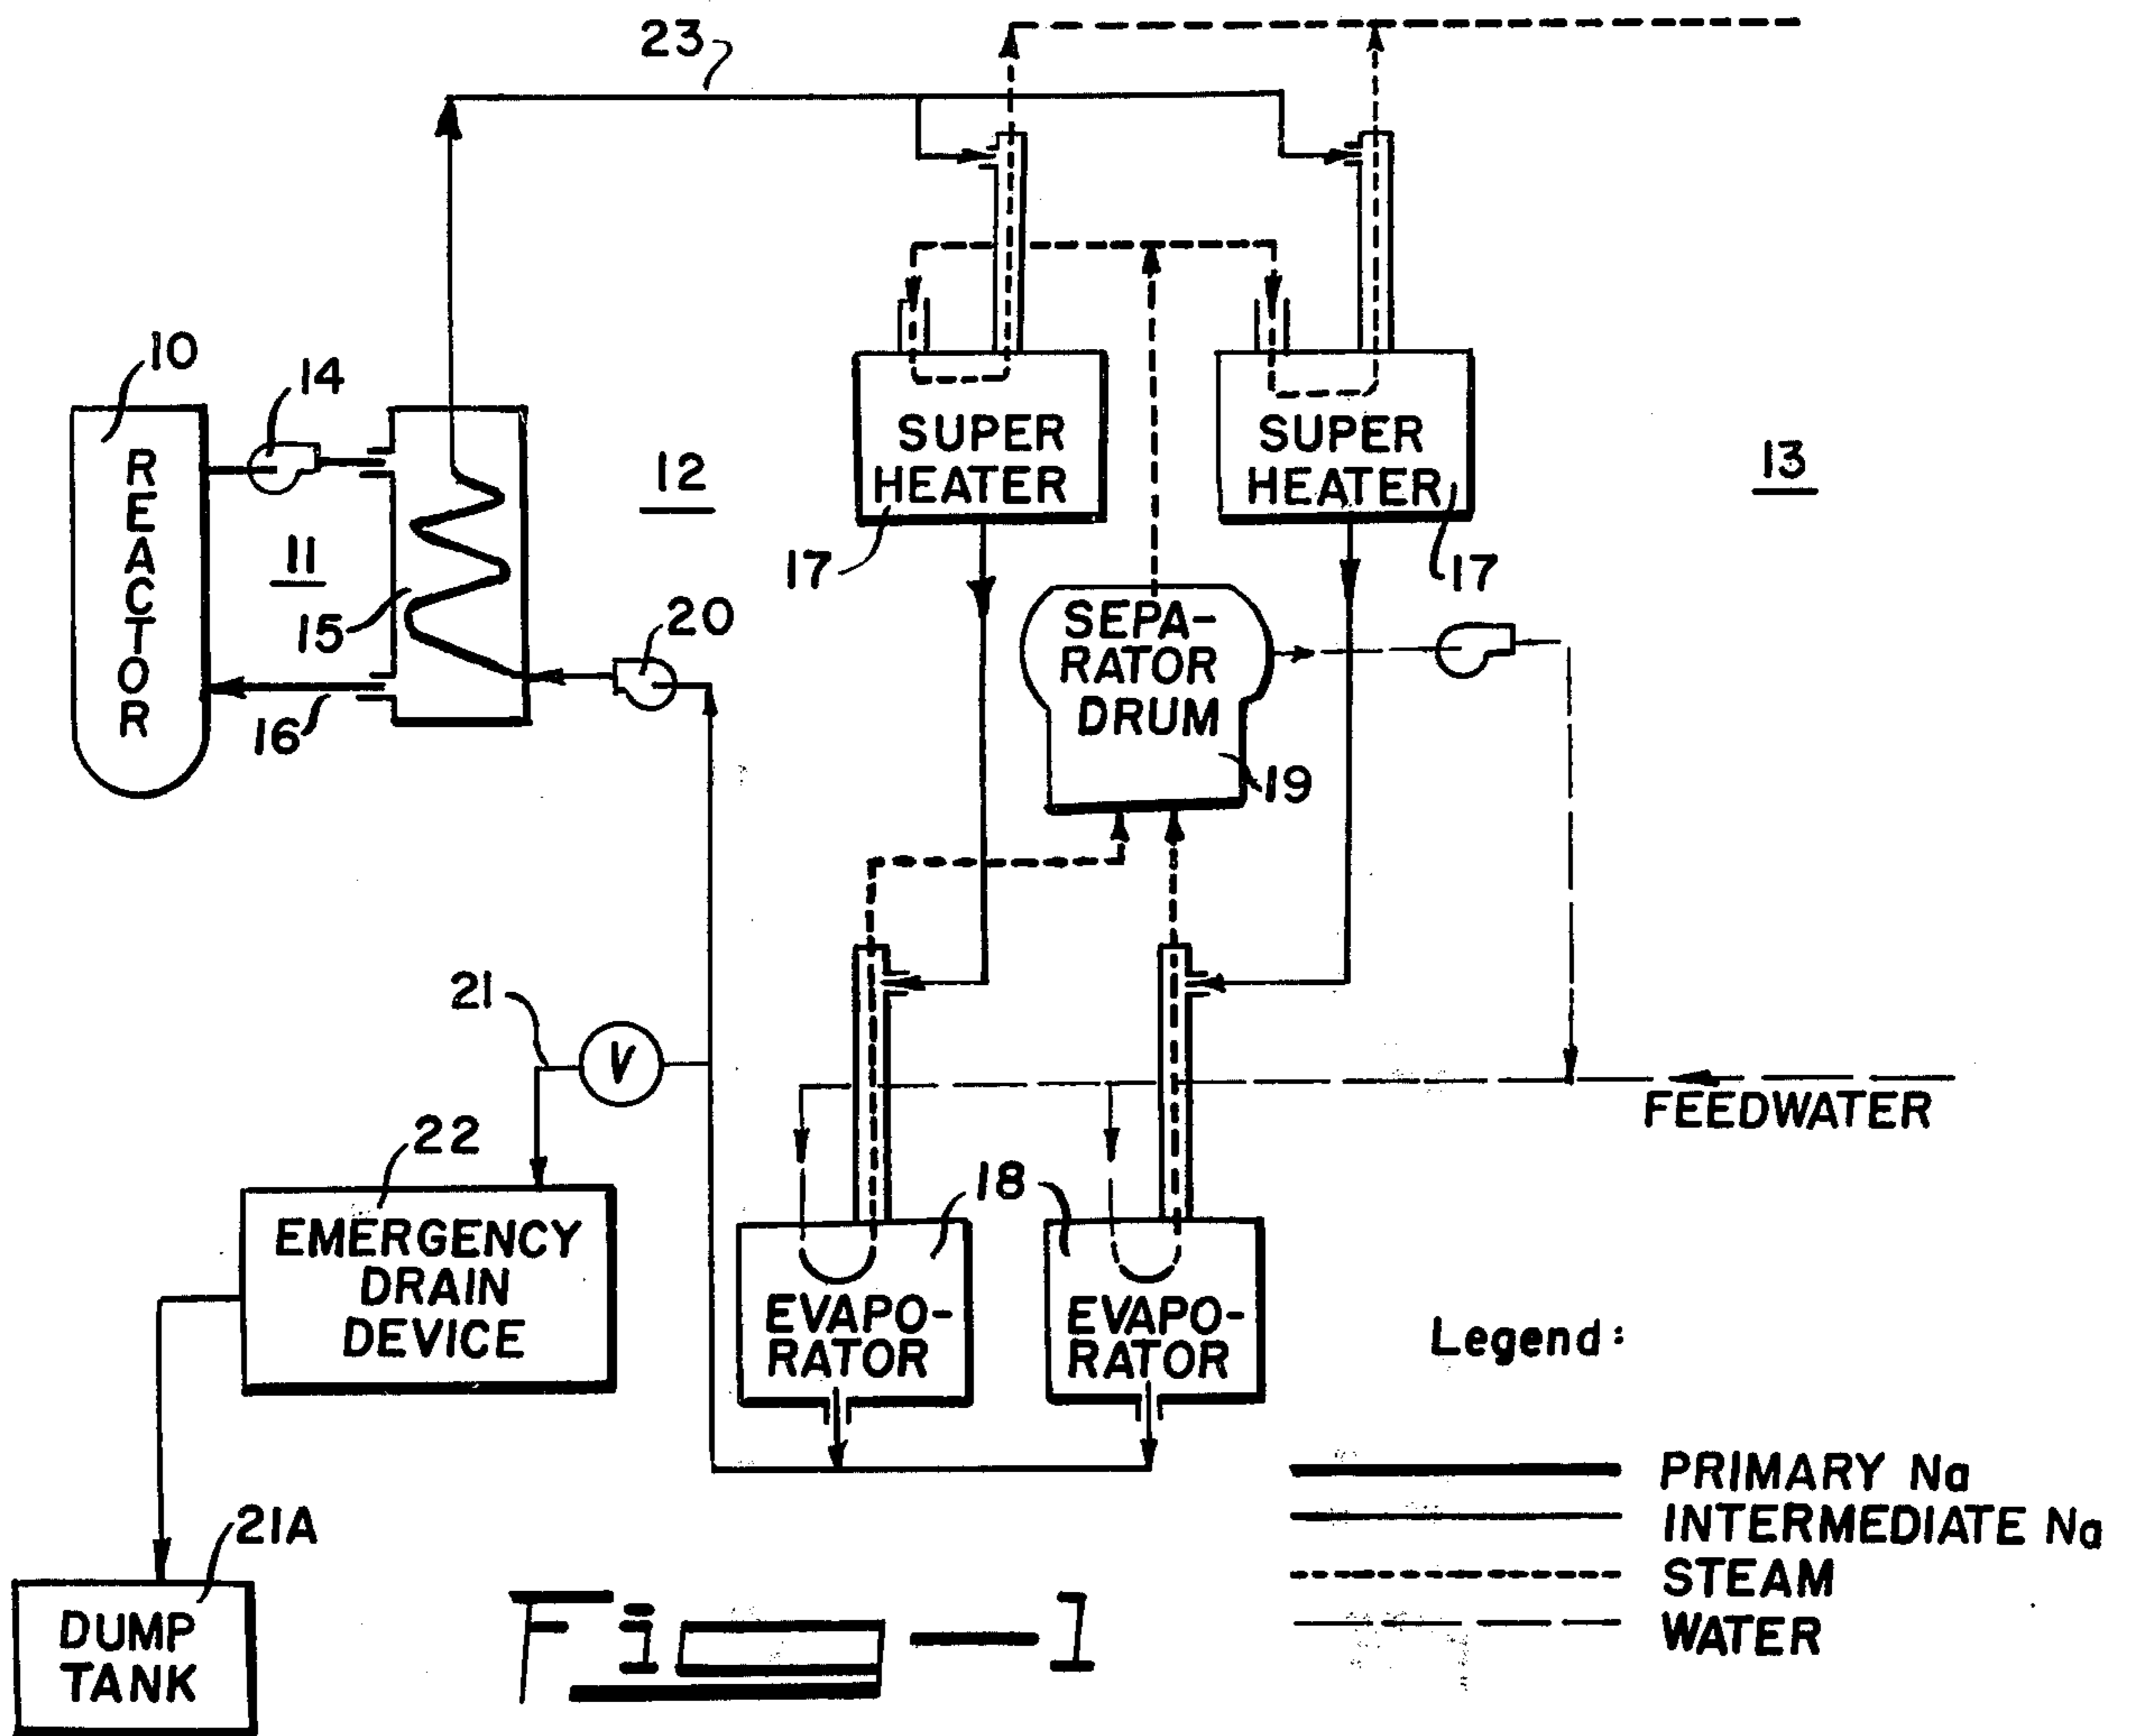 23
10
14
REACTOR
11
12
15
16
20
SUPER
HEATER
17
SUPER
HEATER
17
13
SEPA-
RATOR
DRUM
19
21
V
FEEDWATER
22
EMERGENCY
DRAIN
DEVICE
18
EVAPO-
RATOR
EVAPO-
RATOR
21A
DUMP
TANK
Legend:
PRIMARY Na
INTERMEDIATE Na
STEAM
WATER
Fig-1